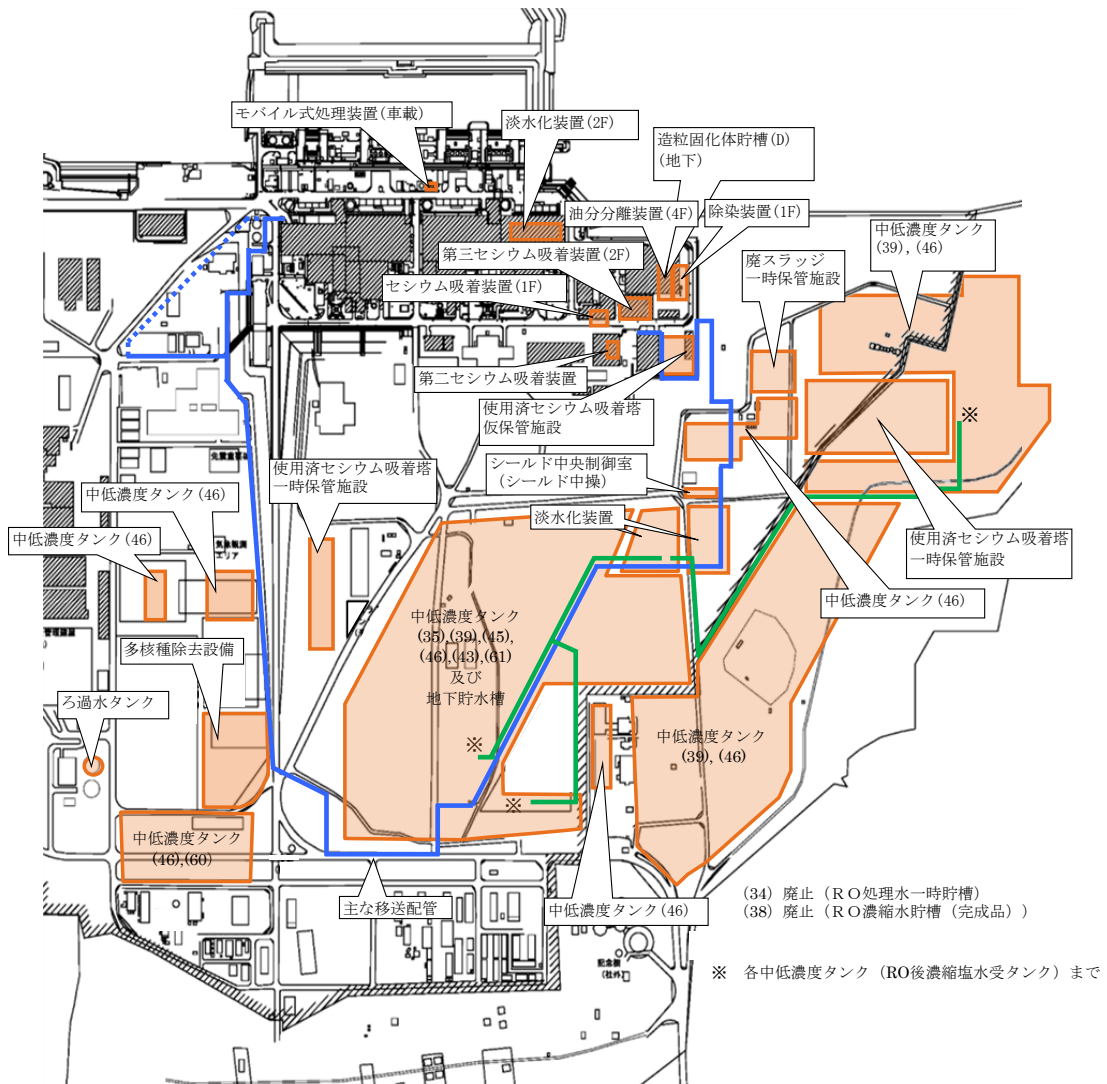 モバイル式処理装置(車載)
淡水化装置(2F)
造粒固化体貯槽(D)
(地下)
油分分離装置(4F)
除染装置(1F)
中低濃度タンク
(39), (46)
第三セシウム吸着装置(2F)
廃スラッジ
一時保管施設
セシウム吸着装置(1F)
第二セシウム吸着装置
使用済セシウム吸着塔
仮保管施設
※
シールド中央制御室
(シールド中操)
使用済セシウム吸着塔
一時保管施設
中低濃度タンク(46)
淡水化装置
中低濃度タンク(46)
使用済セシウム吸着塔
一時保管施設
気象観測
エリア
中低濃度タンク(46)
中低濃度タンク
(35),(39),(45),
(46),(43),(61)
及び
地下貯水槽
多核種除去設備
ろ過水タンク
※
中低濃度タンク
(39), (46)
※
中低濃度タンク
(46),(60)
主な移送配管
中低濃度タンク(46)
(34) 廃止（ＲＯ処理水一時貯槽）
(38) 廃止（ＲＯ濃縮水貯槽（完成品））
記念館
(社外)
※ 各中低濃度タンク（RO後濃縮塩水受タンク）まで